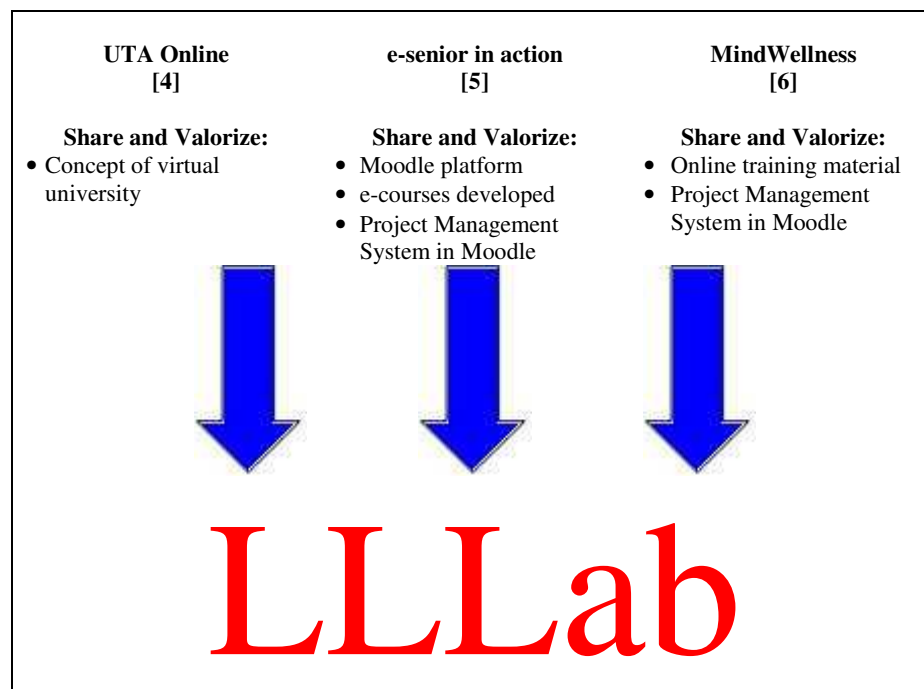 UTA Online
[4]
Share and Valorize:
• Concept of virtual
university
e-senior in action
[5]
Share and Valorize:
• Moodle platform
• e-courses developed
• Project Management
System in Moodle
MindWellness
[6]
Share and Valorize:
• Online training material
• Project Management
System in Moodle
LLLab